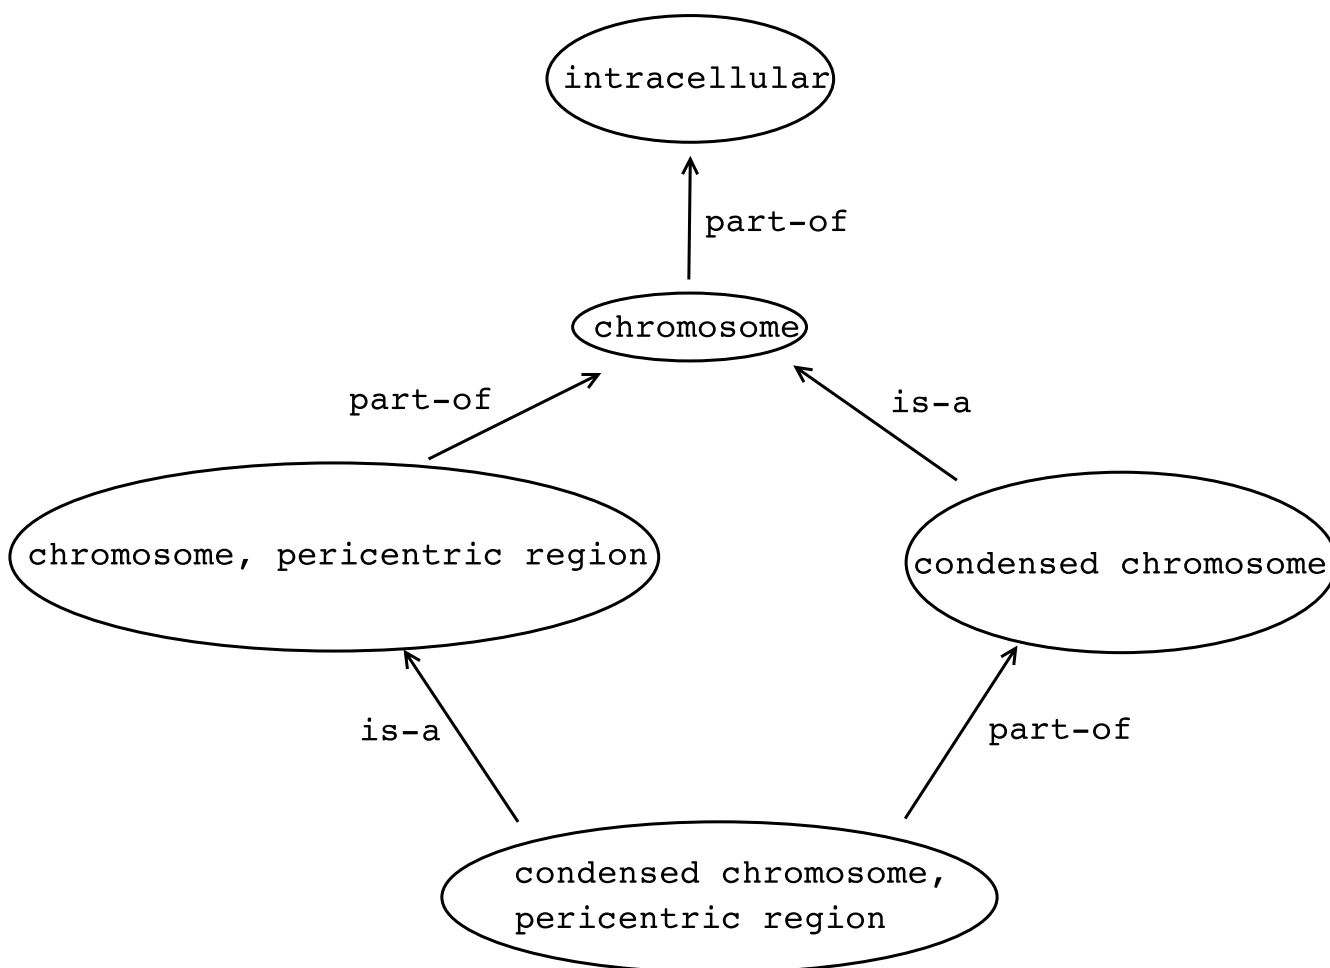 intracellular
part-of
chromosome
part-of
is-a
chromosome, pericentric region
condensed chromosome
is-a
part-of
condensed chromosome,
pericentric region